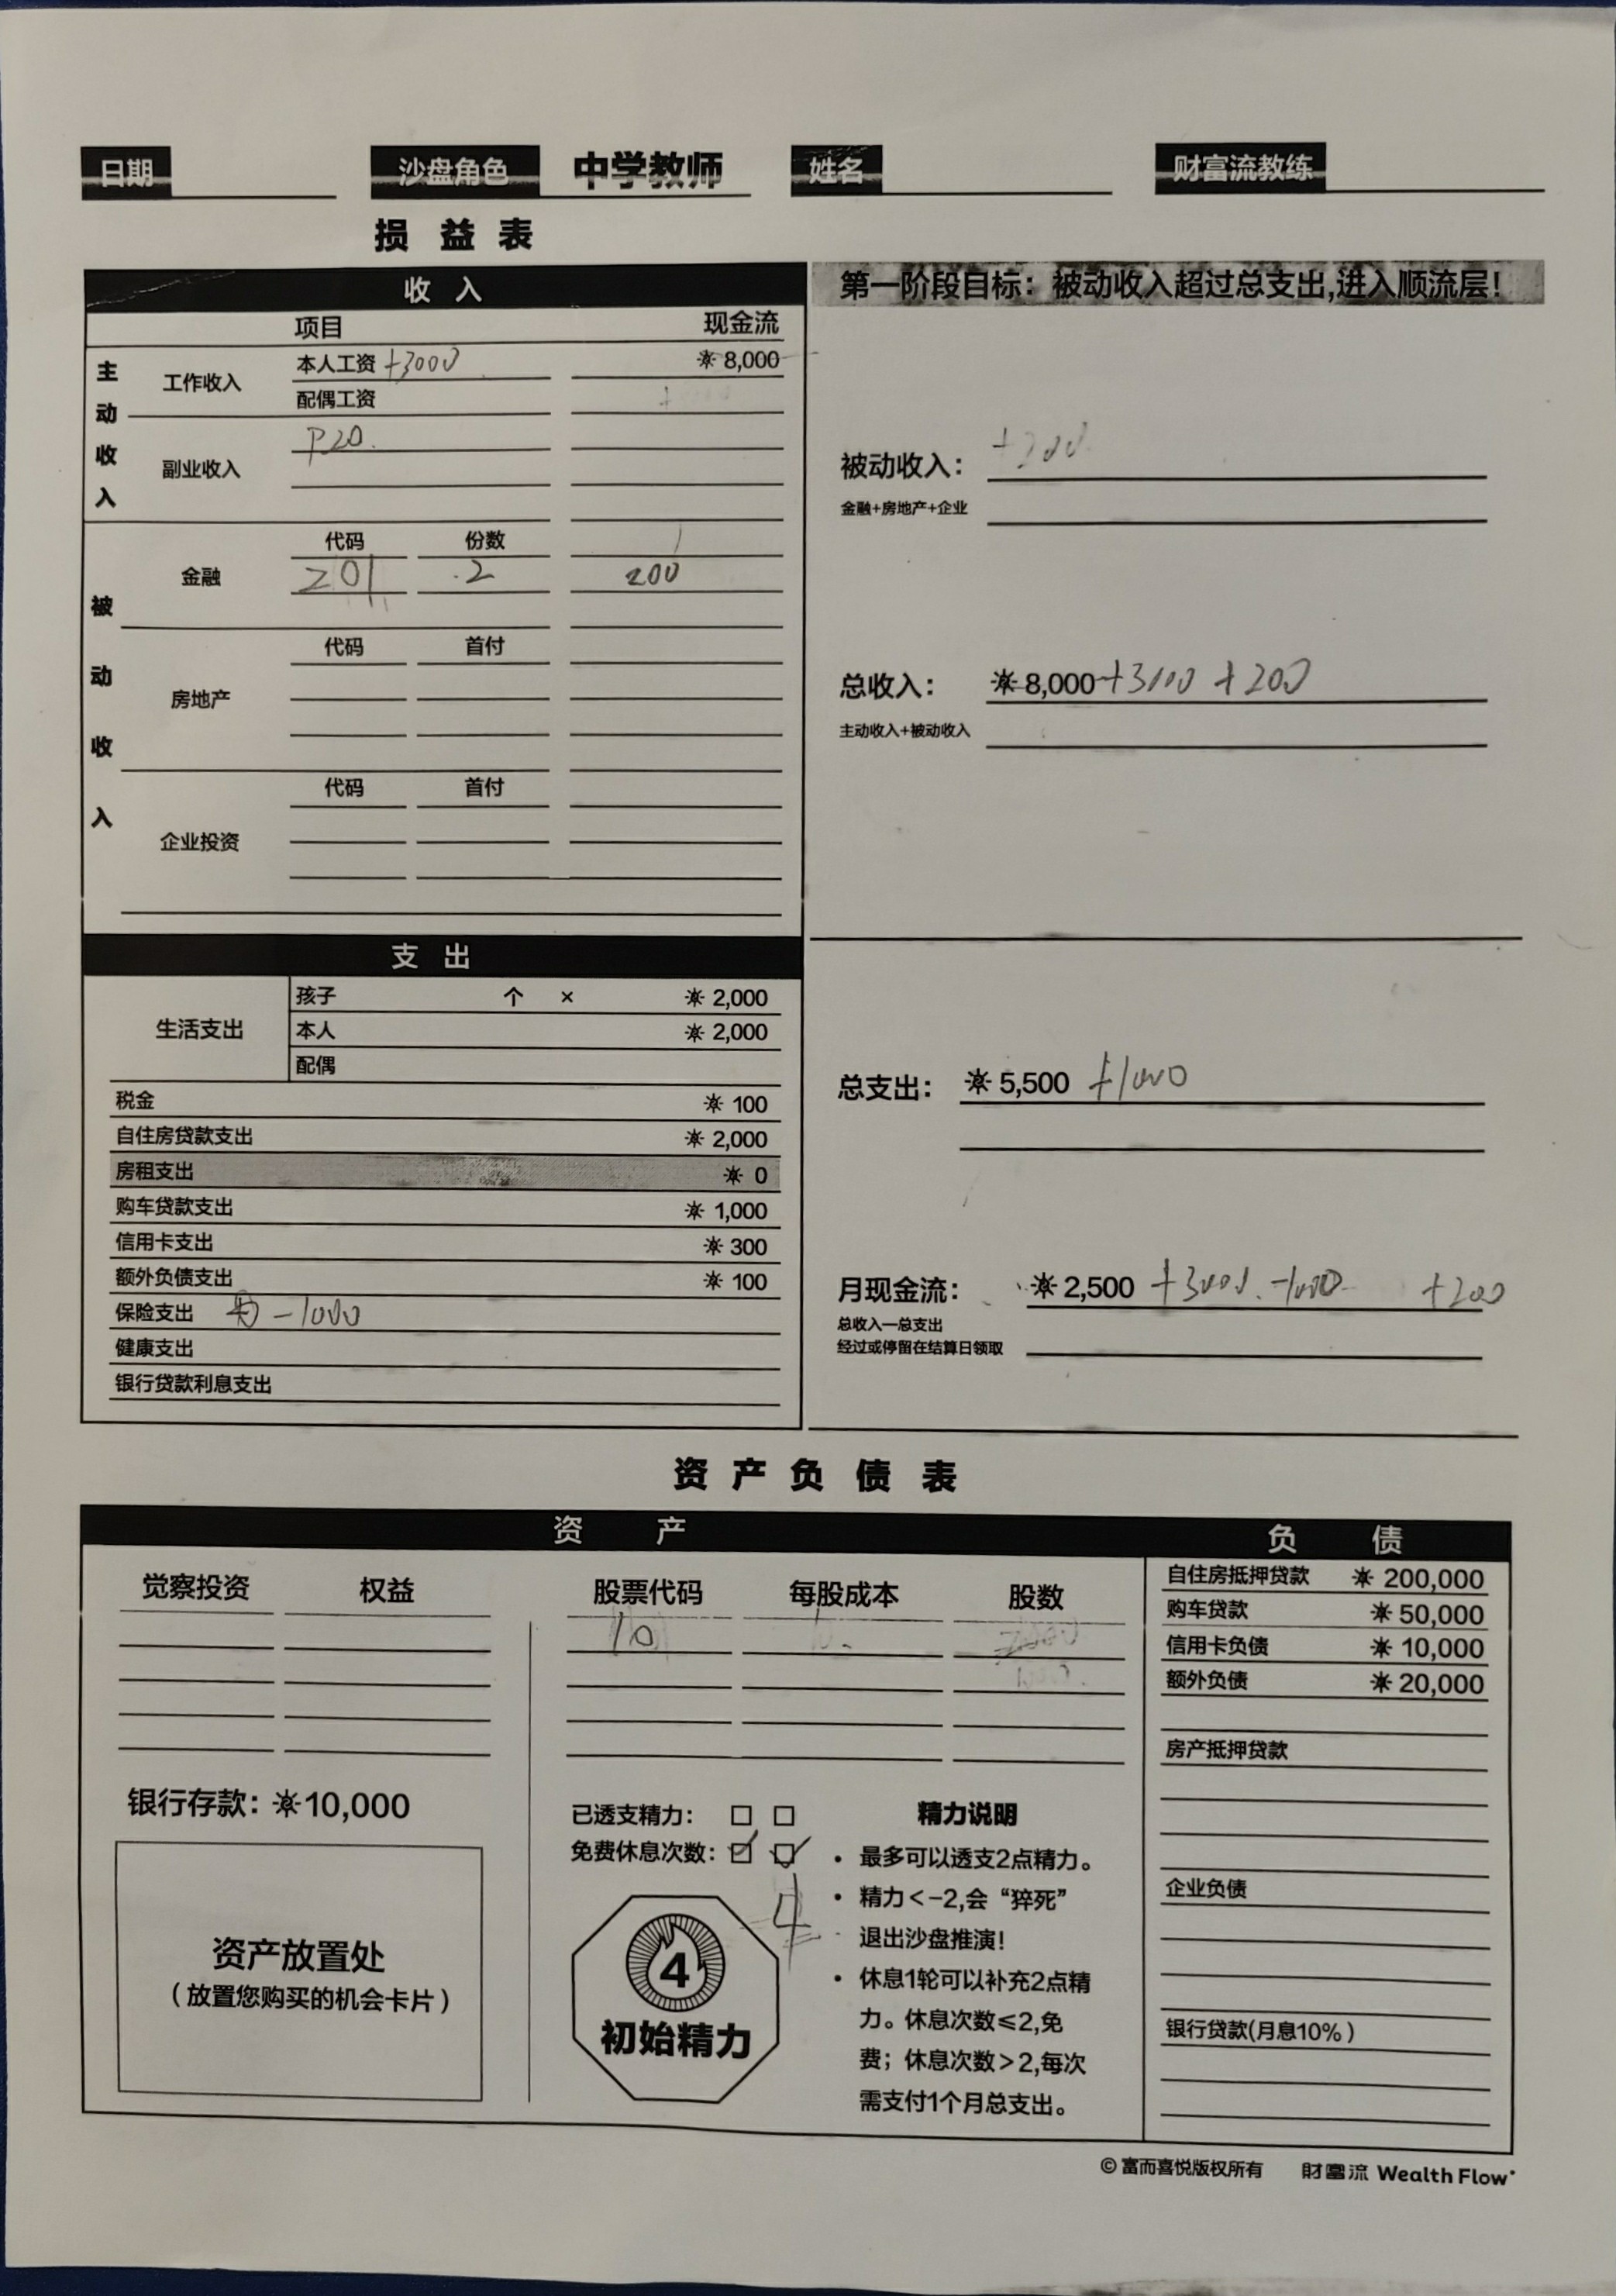 日期 沙盘角色 中学教师 姓名 财富流教练
损益表
收入
项目 现金流
主动收入
工作收入
本人工资 +3000 8,000
配偶工资
副业收入
P20.
被动收入
金融
代码 份数
201 2 200
房地产
代码 首付
企业投资
代码 首付
第一阶段目标：被动收入超过总支出,进入顺流层！
被动收入： +200
金融+房地产+企业
总收入： 8,000 +3000 +200
主动收入+被动收入
支出
生活支出
孩子 个 × 2,000
本人 2,000
配偶
税金 100
自住房贷款支出 2,000
房租支出 0
购车贷款支出 1,000
信用卡支出 300
额外负债支出 100
保险支出 -1000
健康支出
银行贷款利息支出
总支出： 5,500 +1000
月现金流： 2,500 +3000 -1000 +200
总收入—总支出
经过或停留在结算日领取
资产负债表
资产
觉察投资 权益
股票代码 每股成本 股数
10
银行存款： 10,000
资产放置处
（放置您购买的机会卡片）
已透支精力： □ □
免费休息次数： ☑ ☑
4
4
初始精力
精力说明
• 最多可以透支2点精力。
• 精力<-2,会“猝死”
退出沙盘推演！
• 休息1轮可以补充2点精
力。休息次数≤2,免
费；休息次数>2,每次
需支付1个月总支出。
负债
自住房抵押贷款 200,000
购车贷款 50,000
信用卡负债 10,000
额外负债 20,000
房产抵押贷款
企业负债
银行贷款(月息10%)
© 富而喜悦版权所有 財富流 Wealth Flow